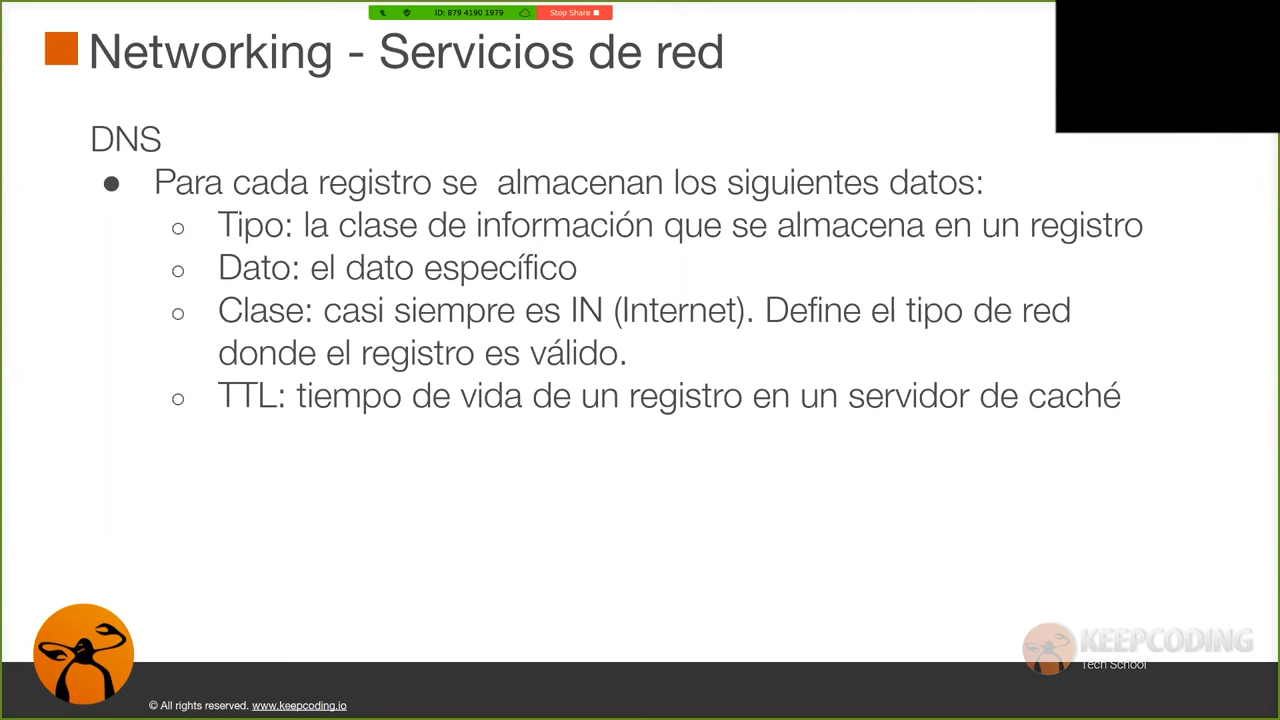 ID: 879 4190 1979 Stop Share
Networking - Servicios de red
DNS
● Para cada registro se almacenan los siguientes datos:
○ Tipo: la clase de información que se almacena en un registro
○ Dato: el dato específico
○ Clase: casi siempre es IN (Internet). Define el tipo de red
donde el registro es válido.
○ TTL: tiempo de vida de un registro en un servidor de caché
KEEPCODING
Tech School
© All rights reserved. www.keepcoding.io